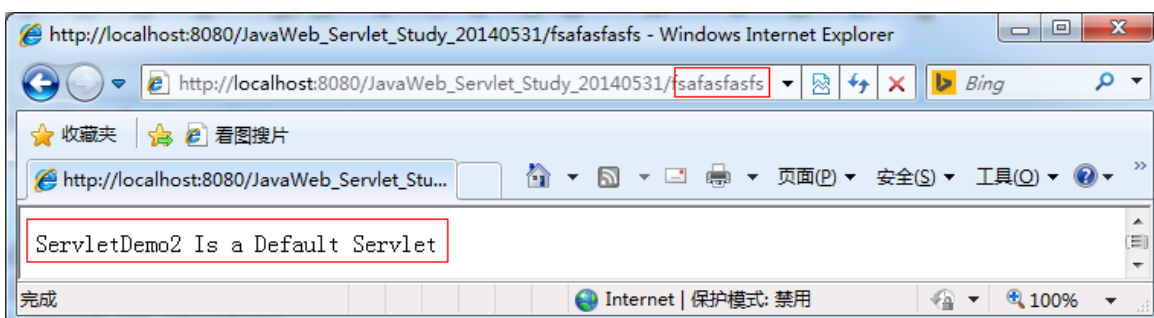 http://localhost:8080/JavaWeb_Servlet_Study_20140531/fsafasfasfs - Windows Internet Explorer
http://localhost:8080/JavaWeb_Servlet_Study_20140531/fsafasfasfs Bing
收藏夹 看图搜片
http://localhost:8080/JavaWeb_Servlet_Stu... 页面(P) 安全(S) 工具(O) »
ServletDemo2 Is a Default Servlet
完成 Internet | 保护模式: 禁用 100%